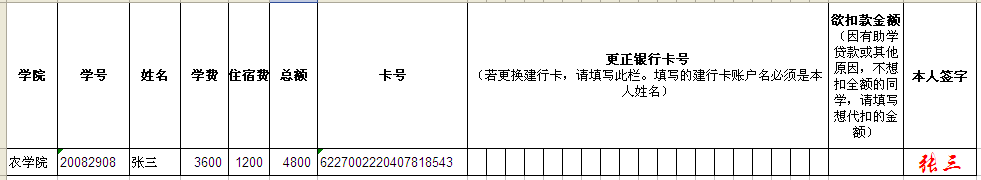 学院 学号 姓名 学费 住宿费 总额 卡号 更正银行卡号 欲扣款金额 本人签字
（若更换建行卡，请填写此栏。填写的建行卡账户名必须是本
人姓名）
（因有助学
贷款或其他
原因，不想
扣全额的同
学，请填写
想代扣的金
额）
农学院 20082908 张三 3600 1200 4800 6227002220407818543 张三